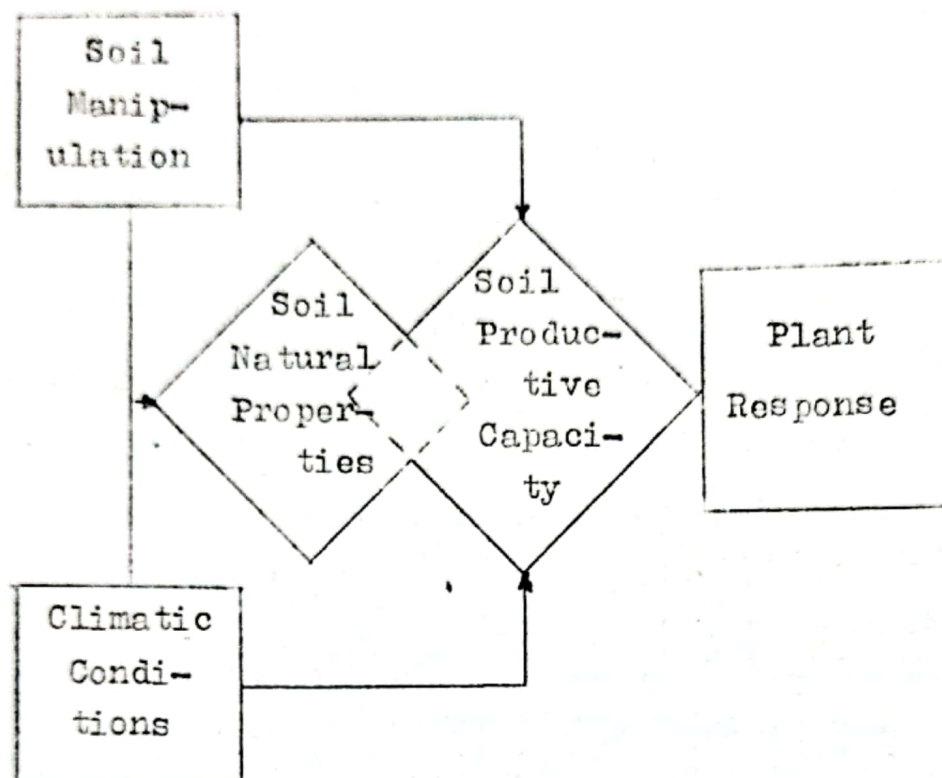 Soil
Manip-
ulation
Soil
Natural
Proper-
ties
Soil
Produc-
tive
Capaci-
ty
Plant
Response
Climatic
Condi-
tions